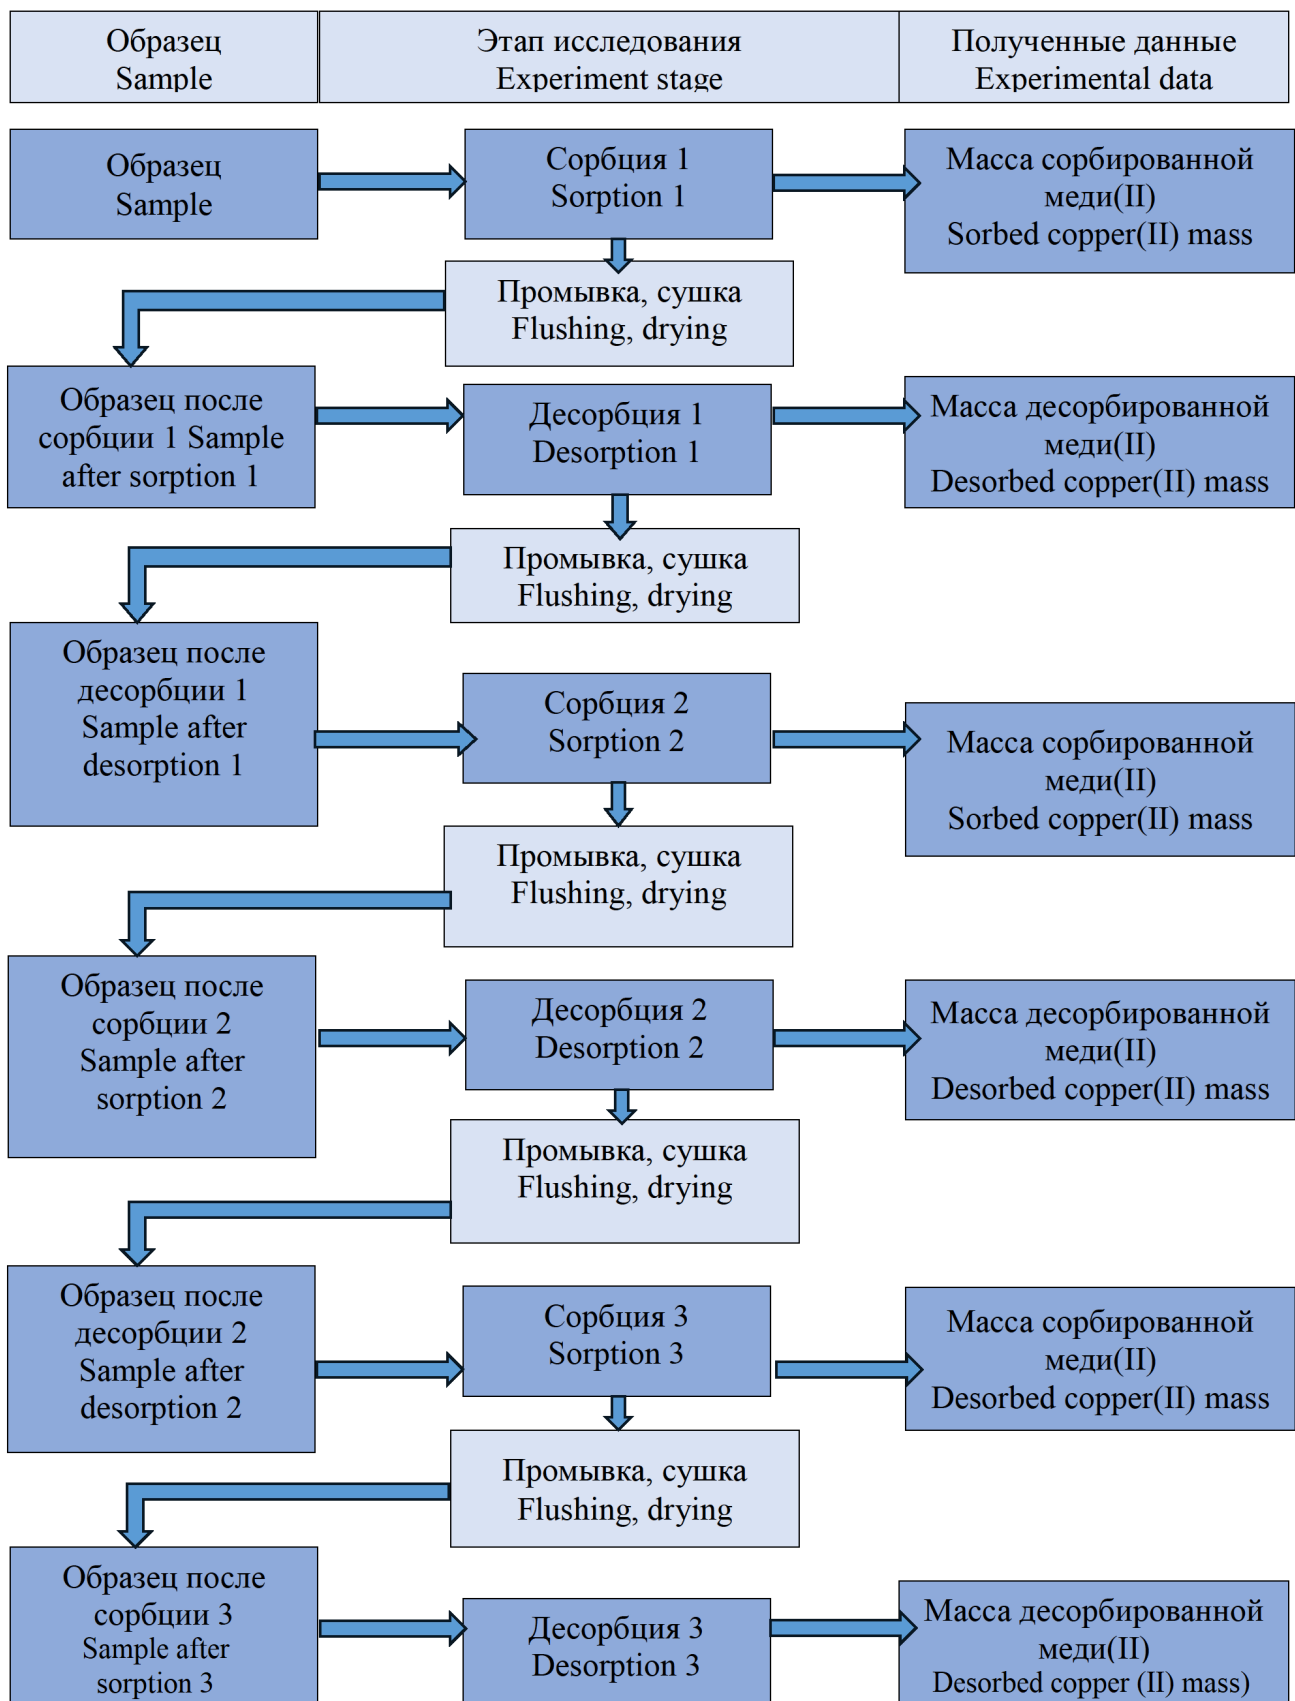 Образец
Sample
Этап исследования
Experiment stage
Полученные данные
Experimental data
Образец
Sample
Сорбция 1
Sorption 1
Масса сорбированной
меди(II)
Sorbed copper(II) mass
Промывка, сушка
Flushing, drying
Образец после
сорбции 1 Sample
after sorption 1
Десорбция 1
Desorption 1
Масса десорбированной
меди(II)
Desorbed copper(II) mass
Промывка, сушка
Flushing, drying
Образец после
десорбции 1
Sample after
desorption 1
Сорбция 2
Sorption 2
Масса сорбированной
меди(II)
Sorbed copper(II) mass
Промывка, сушка
Flushing, drying
Образец после
сорбции 2
Sample after
sorption 2
Десорбция 2
Desorption 2
Масса десорбированной
меди(II)
Desorbed copper(II) mass
Промывка, сушка
Flushing, drying
Образец после
десорбции 2
Sample after
desorption 2
Сорбция 3
Sorption 3
Масса сорбированной
меди(II)
Desorbed copper(II) mass
Промывка, сушка
Flushing, drying
Образец после
сорбции 3
Sample after
sorption 3
Десорбция 3
Desorption 3
Масса десорбированной
меди(II)
Desorbed copper (II) mass)